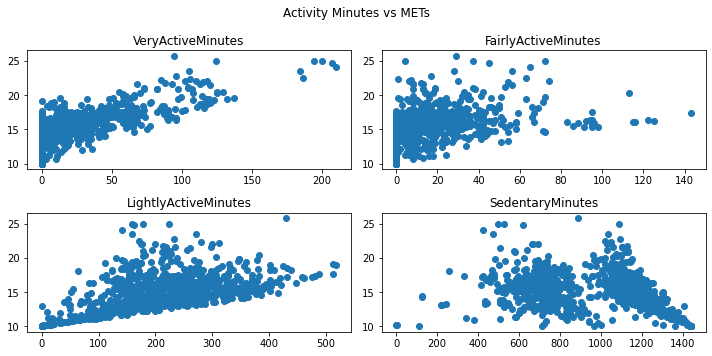 Activity Minutes vs METs
VeryActiveMinutes
25
20
15
10
0 50 100 150 200
FairlyActiveMinutes
25
20
15
10
0 20 40 60 80 100 120 140
LightlyActiveMinutes
25
20
15
10
0 100 200 300 400 500
SedentaryMinutes
25
20
15
10
0 200 400 600 800 1000 1200 1400